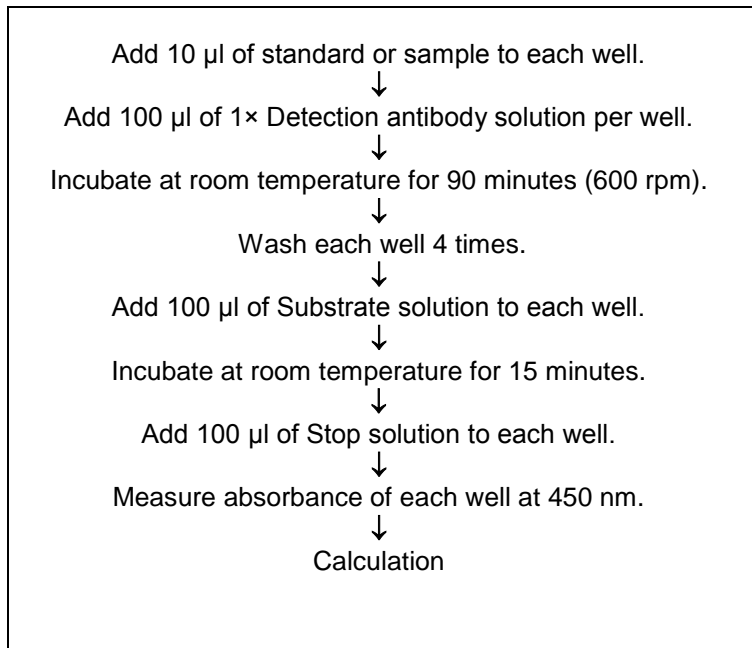 Add 10 µl of standard or sample to each well.
↓
Add 100 µl of 1× Detection antibody solution per well.
↓
Incubate at room temperature for 90 minutes (600 rpm).
↓
Wash each well 4 times.
↓
Add 100 µl of Substrate solution to each well.
↓
Incubate at room temperature for 15 minutes.
↓
Add 100 µl of Stop solution to each well.
↓
Measure absorbance of each well at 450 nm.
↓
Calculation